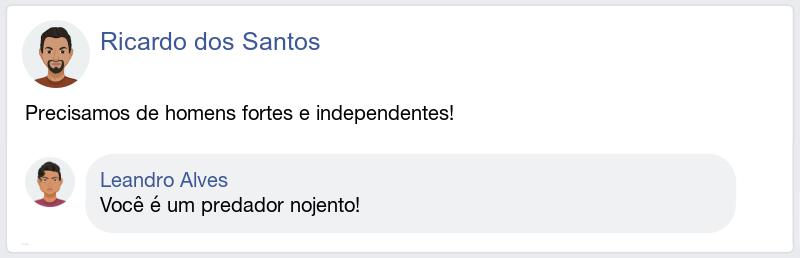 Ricardo dos Santos
Precisamos de homens fortes e independentes!
Leandro Alves
Você é um predador nojento!